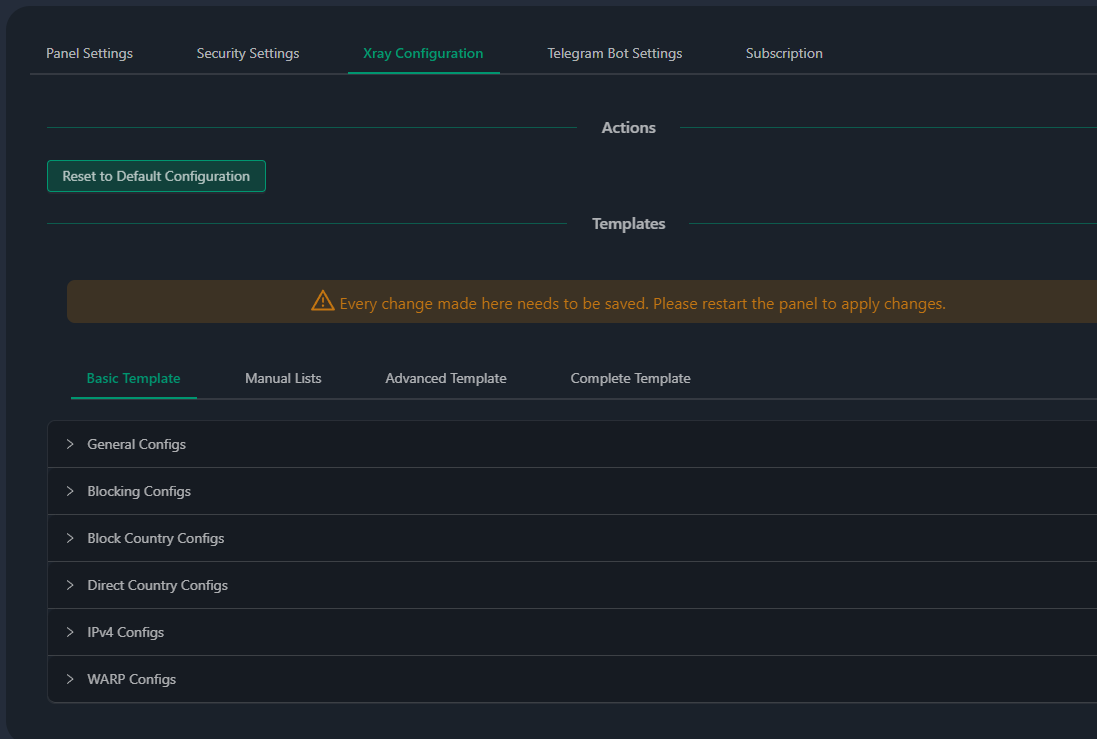 Panel Settings Security Settings Xray Configuration Telegram Bot Settings Subscription
Actions
Reset to Default Configuration
Templates
Every change made here needs to be saved. Please restart the panel to apply changes.
Basic Template Manual Lists Advanced Template Complete Template
General Configs
Blocking Configs
Block Country Configs
Direct Country Configs
IPv4 Configs
WARP Configs